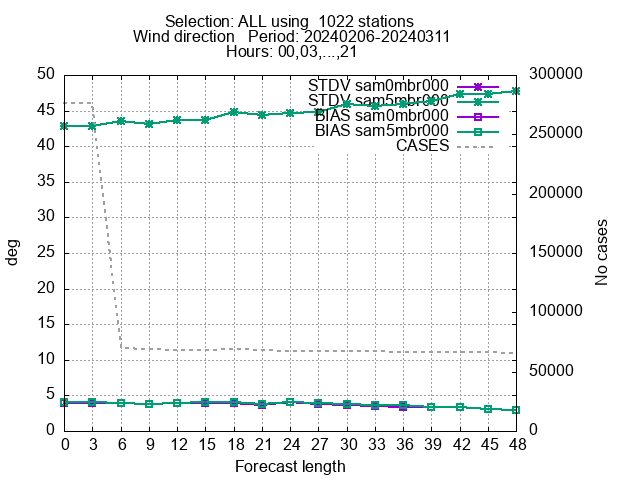 Selection: ALL using  1022 stations
Wind direction   Period: 20240206-20240311
Hours: 00,03,...,21
STDV sam0mbr000
STDV sam5mbr000
BIAS sam0mbr000
BIAS sam5mbr000
CASES
50
45
40
35
30
25
20
15
10
5
0
deg
300000
250000
200000
150000
100000
50000
0
No cases
0 3 6 9 12 15 18 21 24 27 30 33 36 39 42 45 48
Forecast length